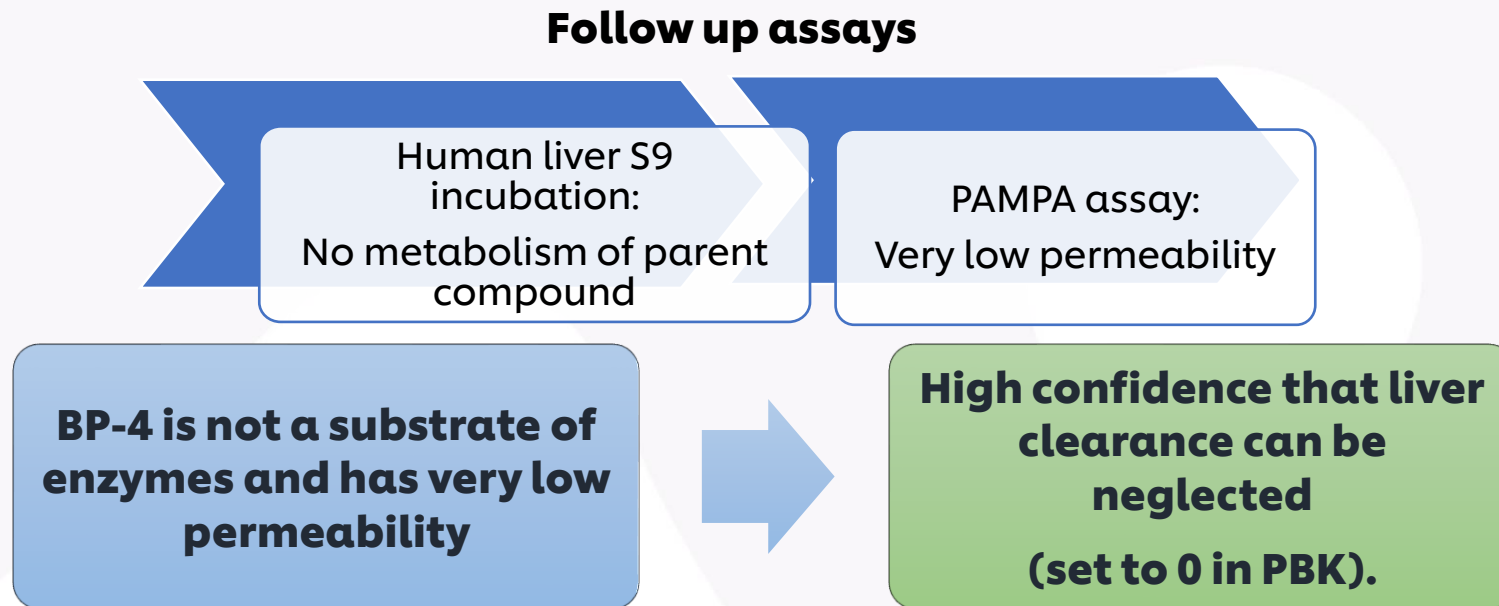 Follow up assays
Human liver S9
incubation:
No metabolism of parent
compound
PAMPA assay:
Very low permeability
BP-4 is not a substrate of
enzymes and has very low
permeability
High confidence that liver
clearance can be
neglected
(set to 0 in PBK).